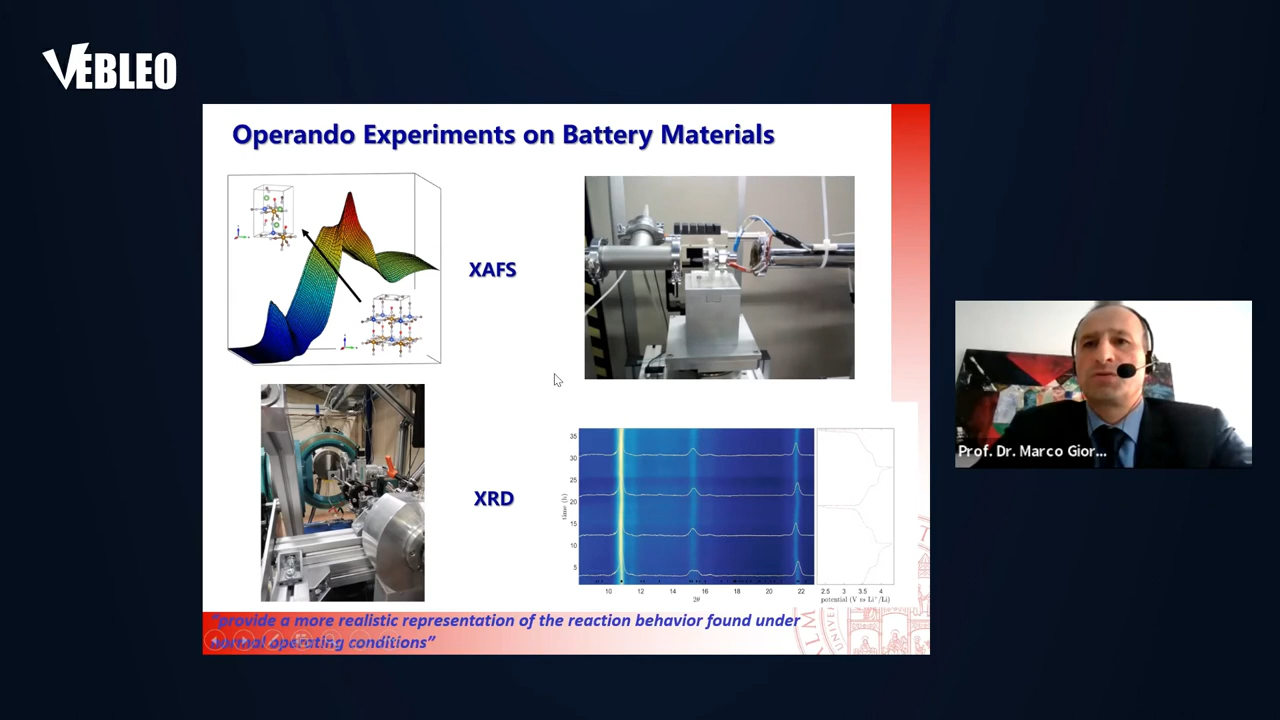 VEBLEO
Operando Experiments on Battery Materials
XAFS
Prof. Dr. Marco Gior...
XRD
35
30
25
20
15
10
5
time (h)
10
12
14
16
18
20
22
2θ
2.5
3
3.5
4
potential (V vs Li⁺/Li)
"provide a more realistic representation of the reaction behavior found under
normal operating conditions"